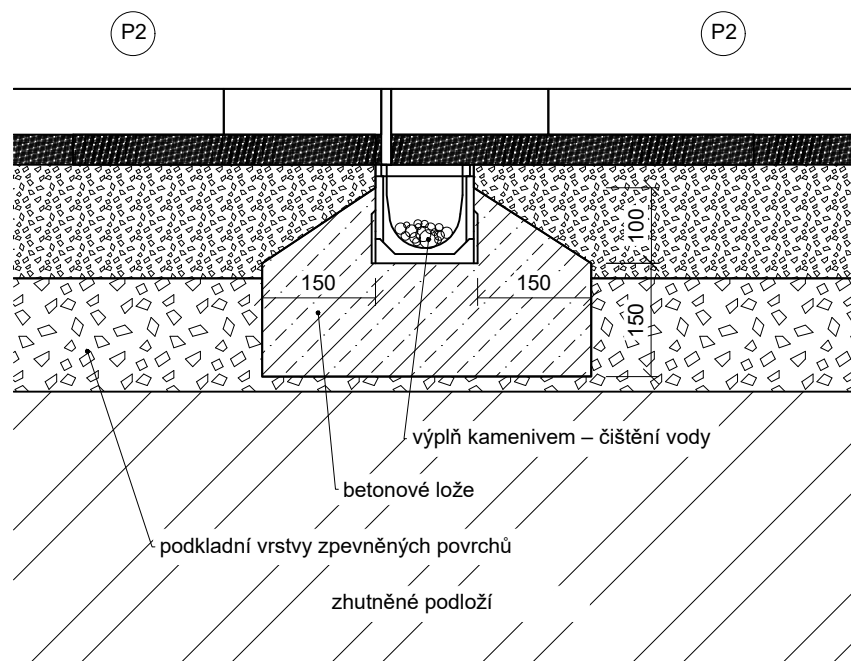 P2
P2
100
150
150
150
výplň kamenivem – čištění vody
betonové lože
podkladní vrstvy zpevněných povrchů
zhutněné podloží